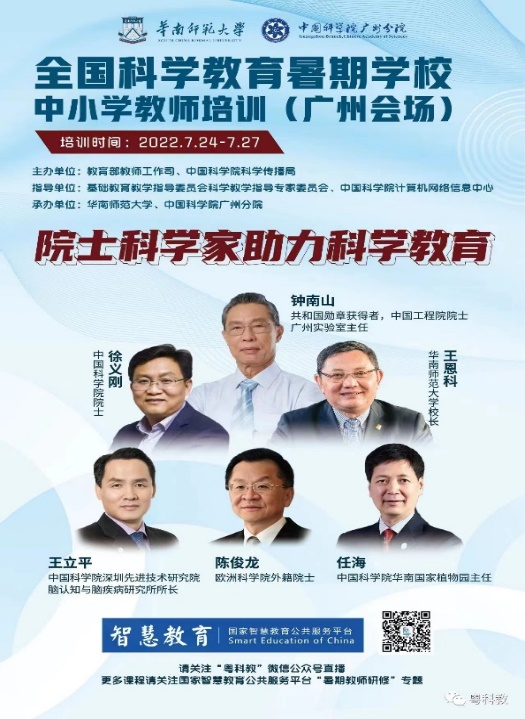 華南師範大學
SOUTH CHINA NORMAL UNIVERSITY
中国科学院广州分院
Guangzhou Branch, Chinese Academy of Sciences
全国科学教育暑期学校
中小学教师培训（广州会场）
培训时间：2022.7.24-7.27
主办单位：教育部教师工作司、中国科学院科学传播局
指导单位：基础教育教学指导委员会科学教学指导专家委员会、中国科学院计算机网络信息中心
承办单位：华南师范大学、中国科学院广州分院
院士科学家助力科学教育
钟南山
共和国勋章获得者，中国工程院院士
广州实验室主任
徐义刚
中国科学院院士
王恩科
华南师范大学校长
王立平
中国科学院深圳先进技术研究院
脑认知与脑疾病研究所所长
陈俊龙
欧洲科学院外籍院士
任海
中国科学院华南国家植物园主任
智慧教育
国家智慧教育公共服务平台
Smart Education of China
请关注“粤科教”微信公众号直播
更多课程请关注国家智慧教育公共服务平台“暑期教师研修”专题
粤科教